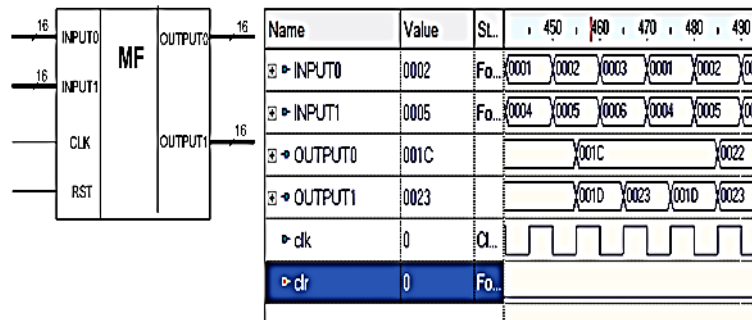 16
INPUT0
MF
OUTPUT0
16
16
INPUT1
CLK
OUTPUT1
16
RST
Name Value St.. 450 460 470 480 490
INPUT0 0002 Fo.. 0001 0002 0003 0001 0002
INPUT1 0005 Fo.. 0004 0005 0006 0004 0005
OUTPUT0 001C 001C 0022
OUTPUT1 0023 001D 0023 001D 0023
clk 0 Cl..
clr 0 Fo..